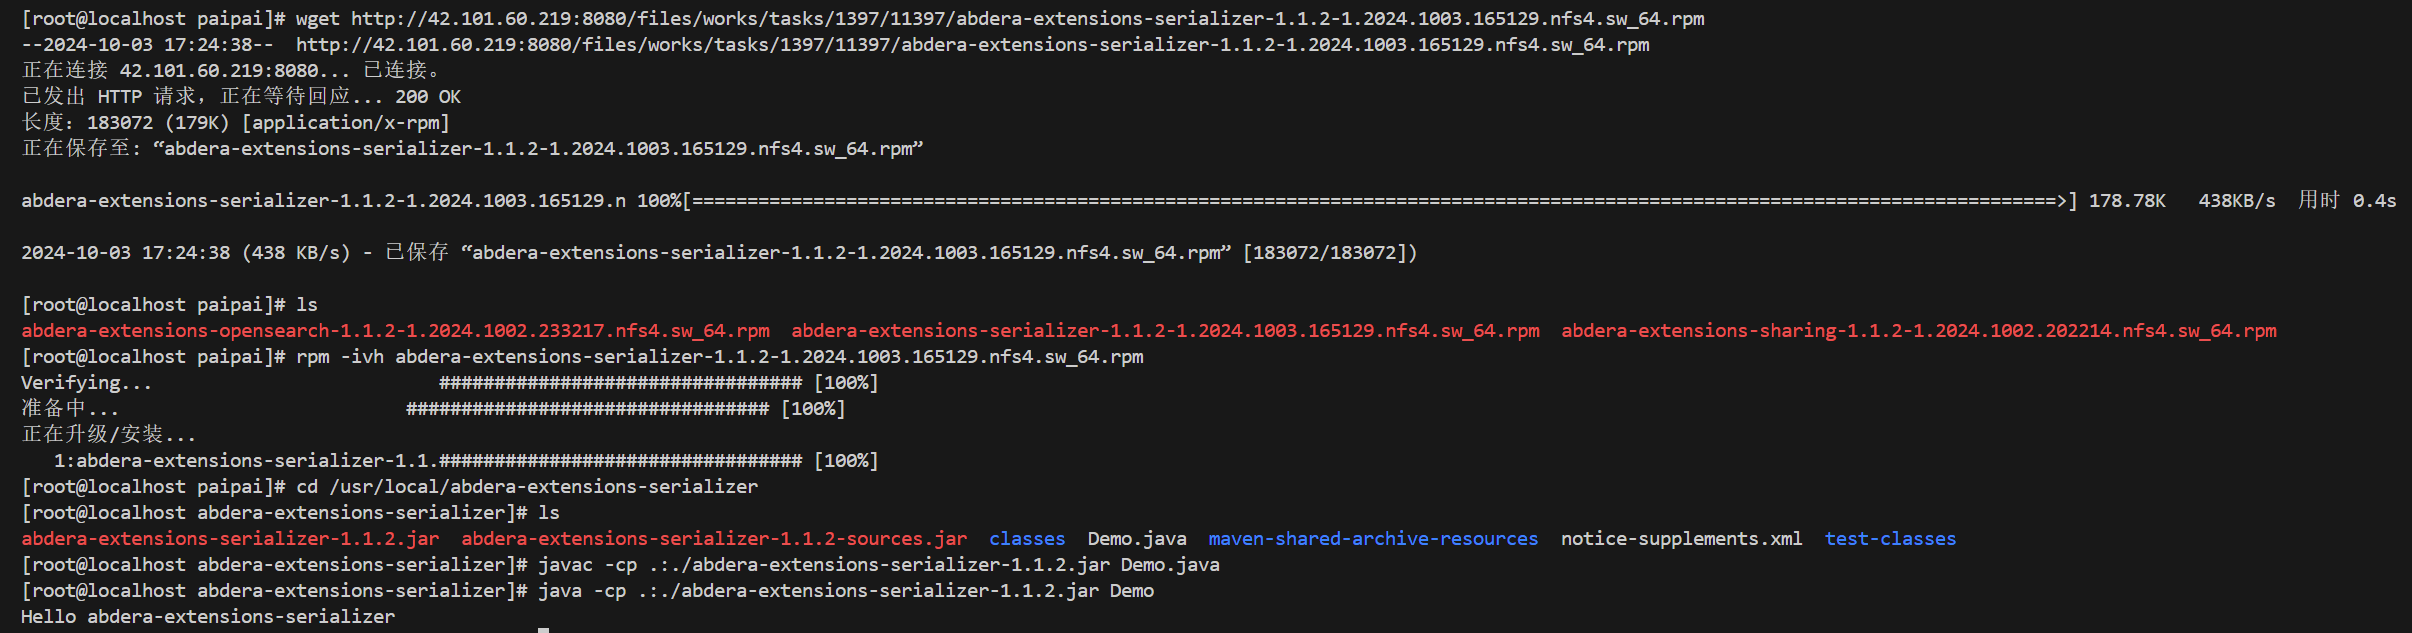 [root@localhost paipai]# wget http://42.101.60.219:8080/files/works/tasks/1397/11397/abdera-extensions-serializer-1.1.2-1.2024.1003.165129.nfs4.sw_64.rpm
--2024-10-03 17:24:38--  http://42.101.60.219:8080/files/works/tasks/1397/11397/abdera-extensions-serializer-1.1.2-1.2024.1003.165129.nfs4.sw_64.rpm
正在连接 42.101.60.219:8080... 已连接。
已发出 HTTP 请求，正在等待回应... 200 OK
长度：183072 (179K) [application/x-rpm]
正在保存至: “abdera-extensions-serializer-1.1.2-1.2024.1003.165129.nfs4.sw_64.rpm”
abdera-extensions-serializer-1.1.2-1.2024.1003.165129.n 100%[============================================================================================================================>] 178.78K   438KB/s  用时 0.4s
2024-10-03 17:24:38 (438 KB/s) - 已保存 “abdera-extensions-serializer-1.1.2-1.2024.1003.165129.nfs4.sw_64.rpm” [183072/183072])
[root@localhost paipai]# ls
abdera-extensions-opensearch-1.1.2-1.2024.1002.233217.nfs4.sw_64.rpm  abdera-extensions-serializer-1.1.2-1.2024.1003.165129.nfs4.sw_64.rpm  abdera-extensions-sharing-1.1.2-1.2024.1002.202214.nfs4.sw_64.rpm
[root@localhost paipai]# rpm -ivh abdera-extensions-serializer-1.1.2-1.2024.1003.165129.nfs4.sw_64.rpm
Verifying...                          ################################# [100%]
准备中...                          ################################# [100%]
正在升级/安装...
   1:abdera-extensions-serializer-1.1.################################# [100%]
[root@localhost paipai]# cd /usr/local/abdera-extensions-serializer
[root@localhost abdera-extensions-serializer]# ls
abdera-extensions-serializer-1.1.2.jar  abdera-extensions-serializer-1.1.2-sources.jar  classes  Demo.java  maven-shared-archive-resources  notice-supplements.xml  test-classes
[root@localhost abdera-extensions-serializer]# javac -cp .:./abdera-extensions-serializer-1.1.2.jar Demo.java
[root@localhost abdera-extensions-serializer]# java -cp .:./abdera-extensions-serializer-1.1.2.jar Demo
Hello abdera-extensions-serializer